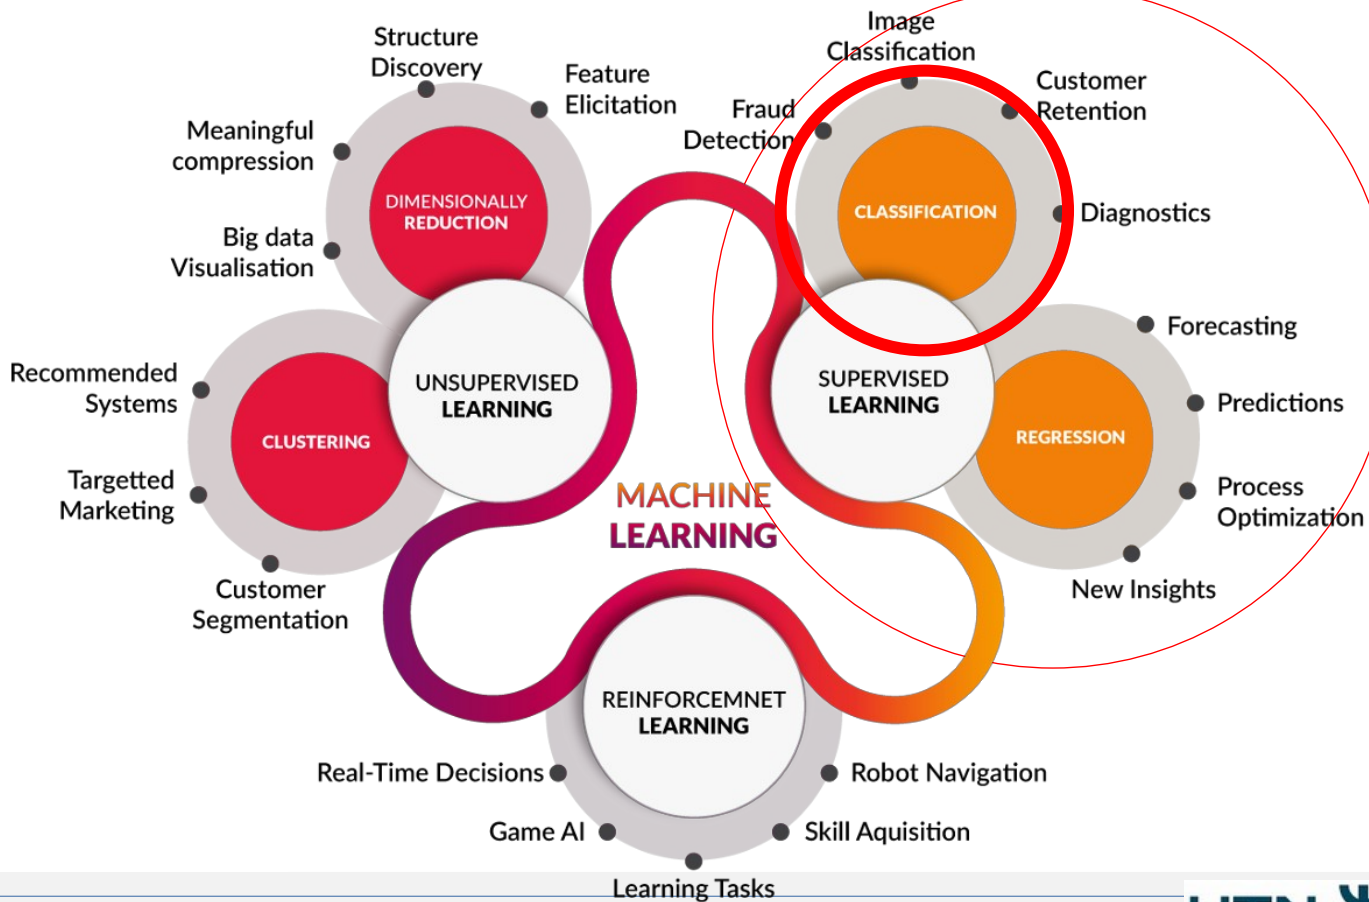 Structure
Discovery
Feature
Elicitation
Meaningful
compression
DIMENSIONALLY
REDUCTION
Big data
Visualisation
Recommended
Systems
CLUSTERING
Targetted
Marketing
Customer
Segmentation
UNSUPERVISED
LEARNING
Image
Classification
Customer
Retention
Fraud
Detection
CLASSIFICATION
Diagnostics
SUPERVISED
LEARNING
Forecasting
Predictions
REGRESSION
Process
Optimization
New Insights
MACHINE
LEARNING
REINFORCEMNET
LEARNING
Real-Time Decisions
Robot Navigation
Game AI
Skill Aquisition
Learning Tasks